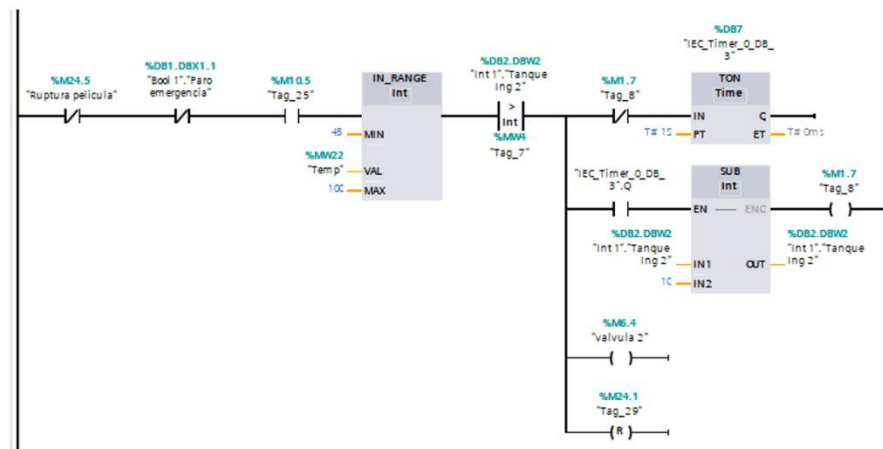 %DB7
"IEC_Timer_0_DB_
3"
%M24.5
"Ruptura pelicula"
%DB1.DBX1.1
"Bool 1"."Paro
emergencia"
%M10.5
"Tag_25"
IN_RANGE
Int
45
MIN
%MW22
"Temp"
VAL
100
MAX
%DB2.DBW2
"Int 1"."Tanque
Ing 2"
>
Int
%MW4
"Tag_7"
%M1.7
"Tag_8"
TON
Time
IN
Q
T# 1S
PT
ET
T# 0ms
"IEC_Timer_0_DB_
3".Q
SUB
Int
EN
ENO
%M1.7
"Tag_8"
%DB2.DBW2
"Int 1"."Tanque
Ing 2"
IN1
10
IN2
OUT
%DB2.DBW2
"Int 1"."Tanque
Ing 2"
%M6.4
"valvula 2"
%M24.1
"Tag_29"
R